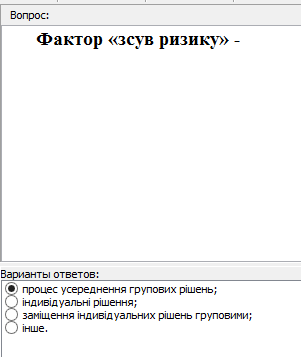 Вопрос:
Фактор «зсув ризику» -
Варианты ответов:
процес усереднення групових рішень;
індивідуальні рішення;
заміщення індивідуальних рішень груповими;
інше.